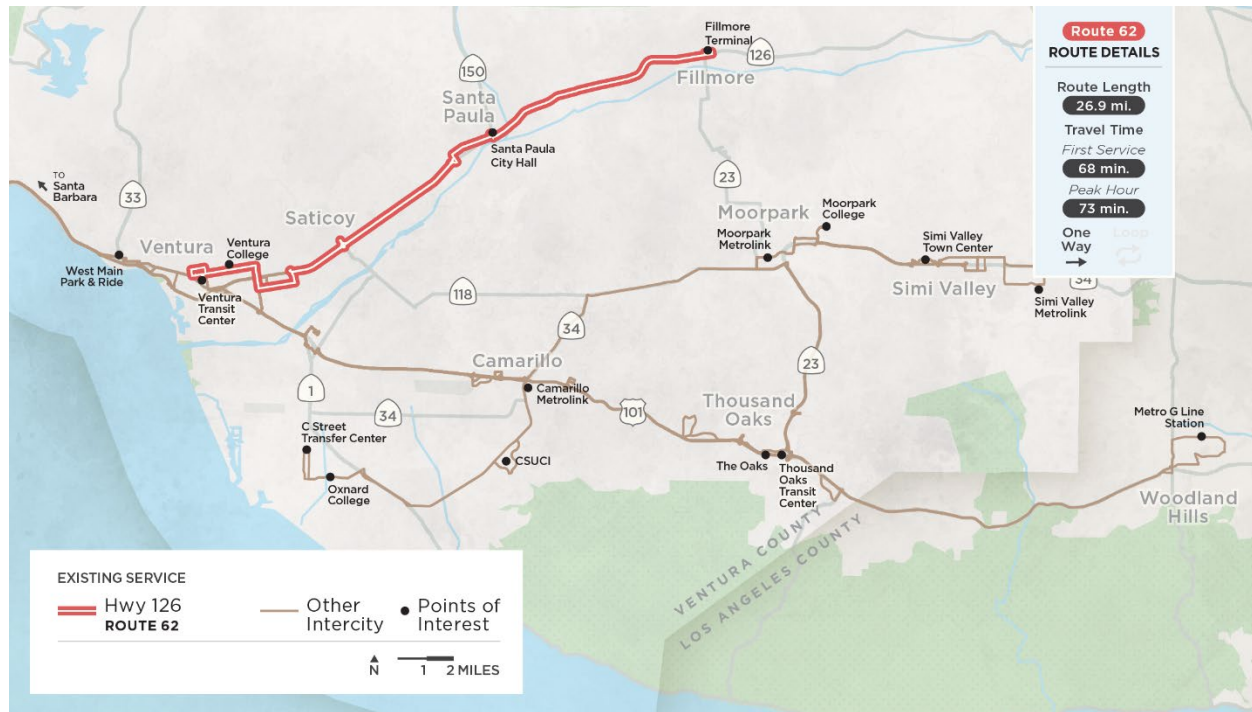 Fillmore
Terminal
126
Fillmore
150
Santa
Paula
Santa Paula
City Hall
TO
Santa
Barbara
33
23
Saticoy
Moorpark
Moorpark
College
Moorpark
Metrolink
Ventura
Ventura
College
West Main
Park & Ride
Ventura
Transit
Center
Simi Valley
Town Center
Simi Valley
34
Simi Valley
Metrolink
118
34
23
Camarillo
Camarillo
Metrolink
1
34
101
Thousand
Oaks
C Street
Transfer Center
Oxnard
College
CSUCI
The Oaks
Thousand
Oaks
Transit
Center
Metro G Line
Station
Woodland
Hills
VENTURA COUNTY
LOS ANGELES COUNTY
Route 62
ROUTE DETAILS
Route Length
26.9 mi.
Travel Time
First Service
68 min.
Peak Hour
73 min.
One
Way
Loop
EXISTING SERVICE
Hwy 126
ROUTE 62
Other
Intercity
Points of
Interest
N
1 2 MILES